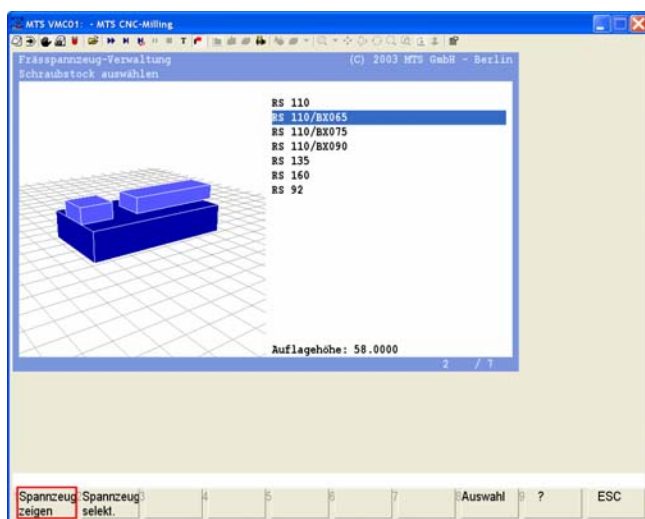 MTS VMC01: - MTS CNC-Milling
Frässpannzeug-Verwaltung (C) 2003 MTS GmbH - Berlin
Schraubstock auswählen
RS 110
RS 110/BX065
RS 110/BX075
RS 110/BX090
RS 135
RS 160
RS 92
Auflagehöhe: 58.0000
2 / 7
Spannzeug zeigen
2 Spannzeug selekt.
3
4
5
6
7
8 Auswahl
9 ?
ESC